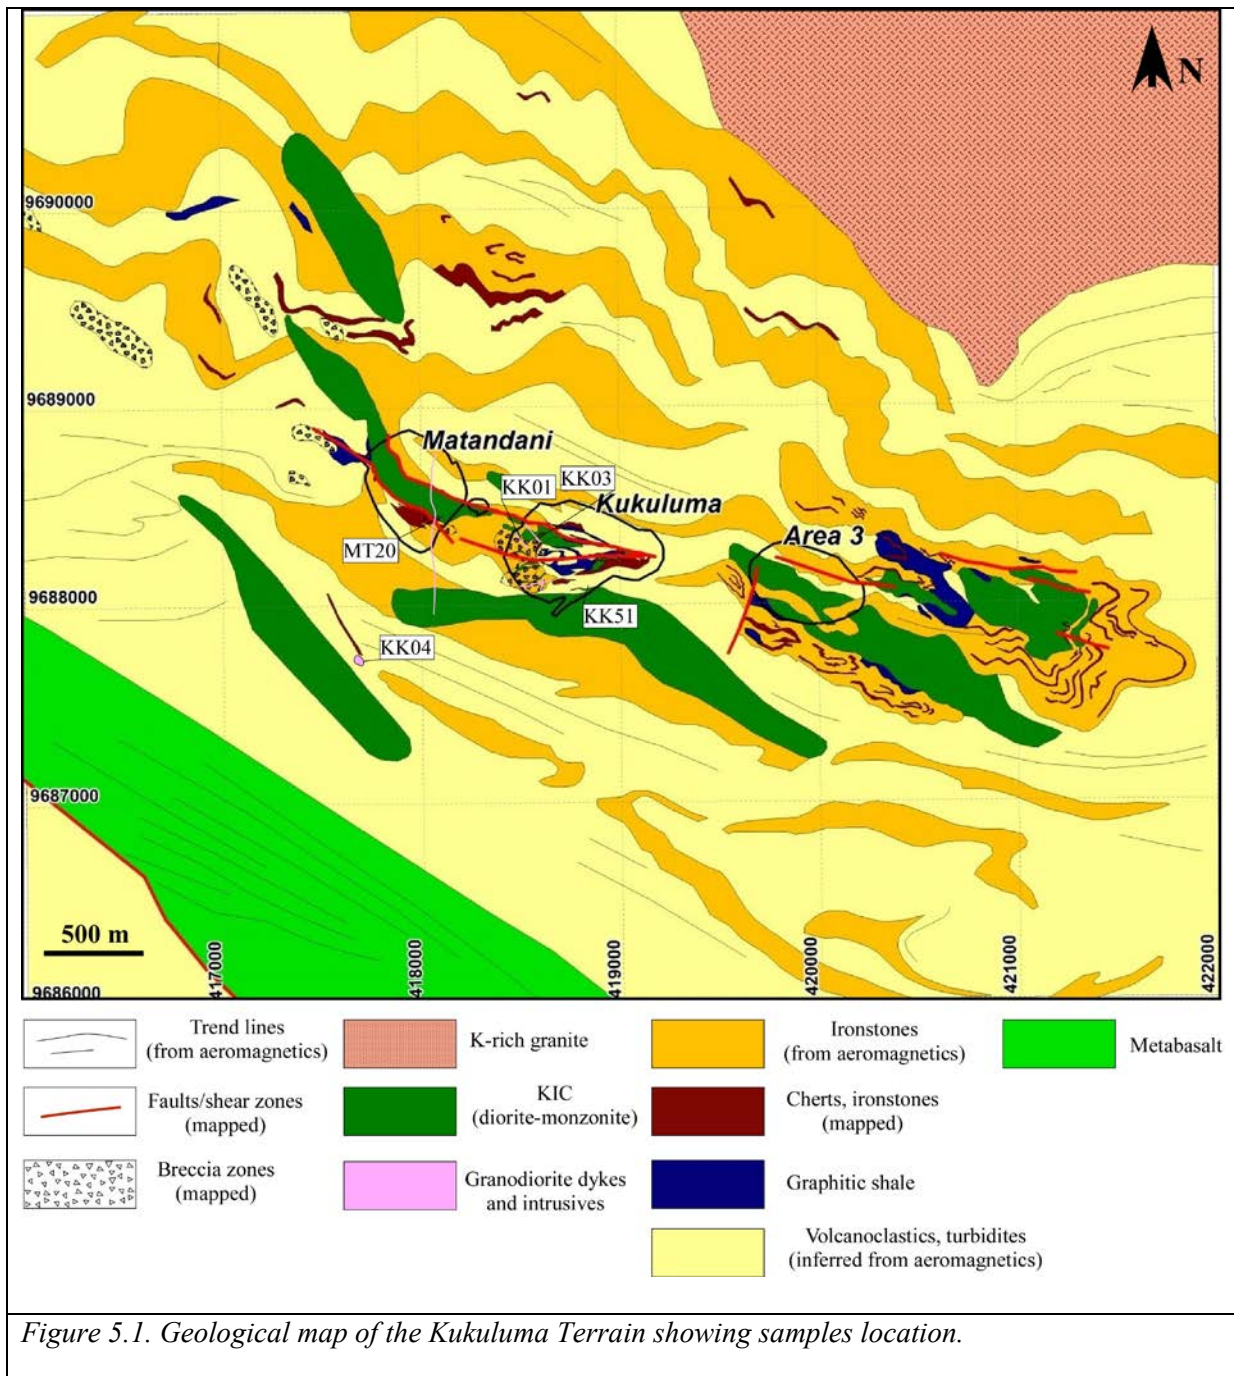 N
9690000
9689000
Matandani
KK01
KK03
Kukuluma
MT20
Area 3
9688000
KK51
KK04
9687000
500 m
9686000
417000
418000
419000
420000
421000
422000
Trend lines
(from aeromagnetics)
K-rich granite
Ironstones
(from aeromagnetics)
Metabasalt
Faults/shear zones
(mapped)
KIC
(diorite-monzonite)
Cherts, ironstones
(mapped)
Breccia zones
(mapped)
Granodiorite dykes
and intrusives
Graphitic shale
Volcanoclastics, turbidites
(inferred from aeromagnetics)
Figure 5.1. Geological map of the Kukuluma Terrain showing samples location.